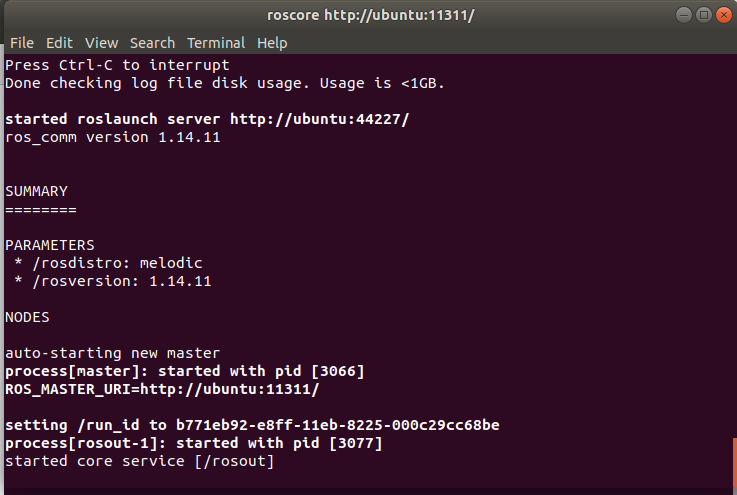 roscore http://ubuntu:11311/
File Edit View Search Terminal Help
Press Ctrl-C to interrupt
Done checking log file disk usage. Usage is <1GB.
started roslaunch server http://ubuntu:44227/
ros_comm version 1.14.11
SUMMARY
========
PARAMETERS
 * /rosdistro: melodic
 * /rosversion: 1.14.11
NODES
auto-starting new master
process[master]: started with pid [3066]
ROS_MASTER_URI=http://ubuntu:11311/
setting /run_id to b771eb92-e8ff-11eb-8225-000c29cc68be
process[rosout-1]: started with pid [3077]
started core service [/rosout]